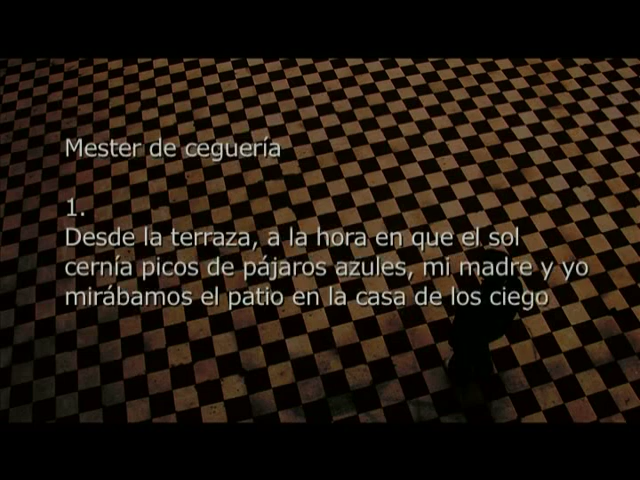 Mester de ceguería
1.
Desde la terraza, a la hora en que el sol
cernía picos de pájaros azules, mi madre y yo
mirábamos el patio en la casa de los ciego